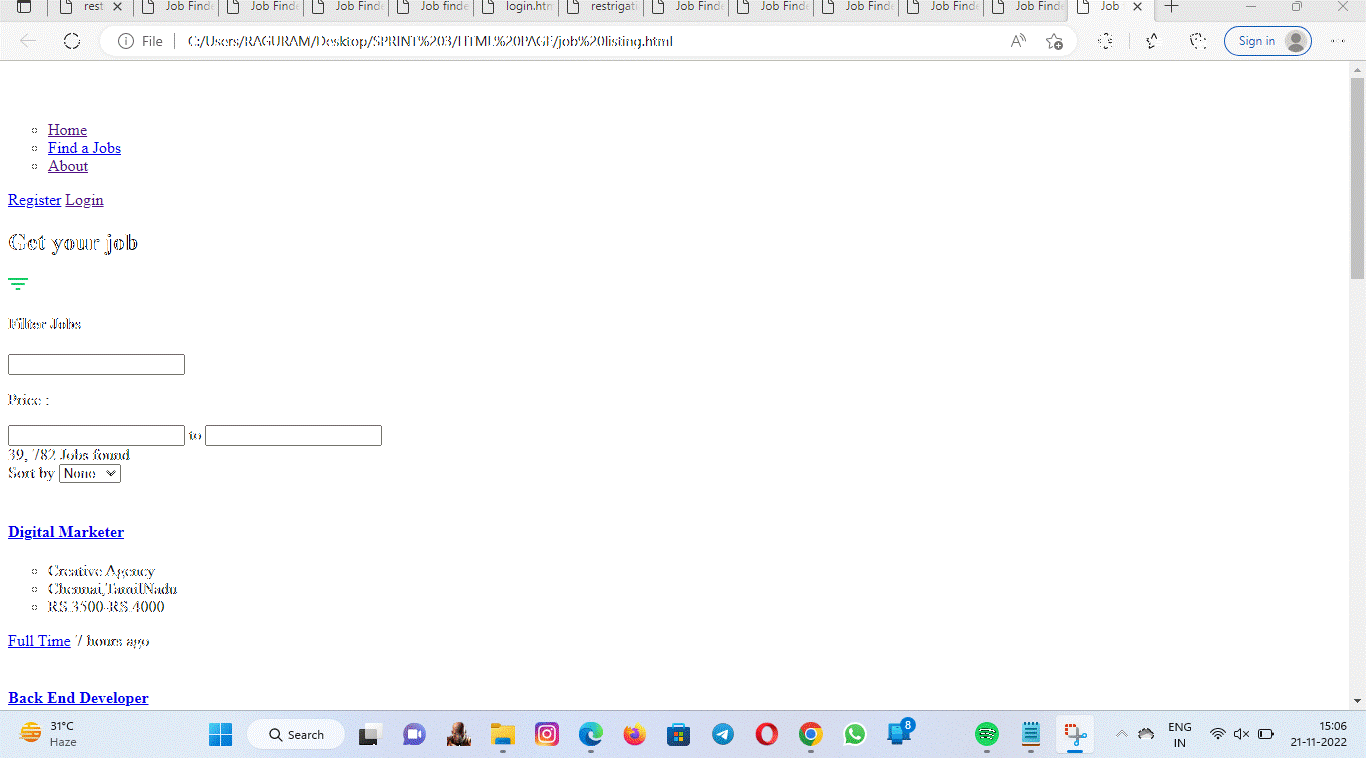 rest Job Finde Job Finde Job Finde Job finde login.htm restrigati Job Finde Job Finde Job Finde Job Finde Job Finde Job
File C:/Users/RAGURAM/Desktop/SPRINT%203/HTML%20PAGE/job%20listing.html Sign in
Home
Find a Jobs
About
Register Login
Get your job
Filter Jobs
Price :
to
39, 782 Jobs found
Sort by None
Digital Marketer
Creative Agency
Chennai,TamilNadu
RS.3500-RS.4000
Full Time 7 hours ago
Back End Developer
31°C
Haze
Search
8
ENG
IN
15:06
21-11-2022